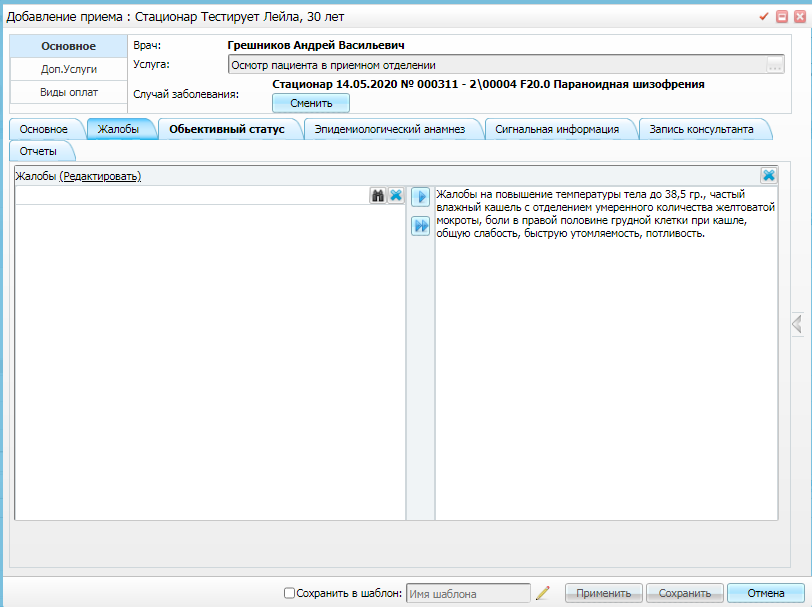 Добавление приема : Стационар Тестирует Лейла, 30 лет
Основное
Доп.Услуги
Виды оплат
Врач: Грешников Андрей Васильевич
Услуга: Осмотр пациента в приемном отделении
Случай заболевания: Стационар 14.05.2020 № 000311 - 2\00004 F20.0 Параноидная шизофрения
Сменить
Основное Жалобы Обьективный статус Эпидемиологический анамнез Сигнальная информация Запись консультанта
Отчеты
Жалобы (Редактировать)
Жалобы на повышение температуры тела до 38,5 гр., частый
влажный кашель с отделением умеренного количества желтоватой
мокроты, боли в правой половине грудной клетки при кашле,
общую слабость, быструю утомляемость, потливость.
Сохранить в шаблон: Имя шаблона Применить Сохранить Отмена